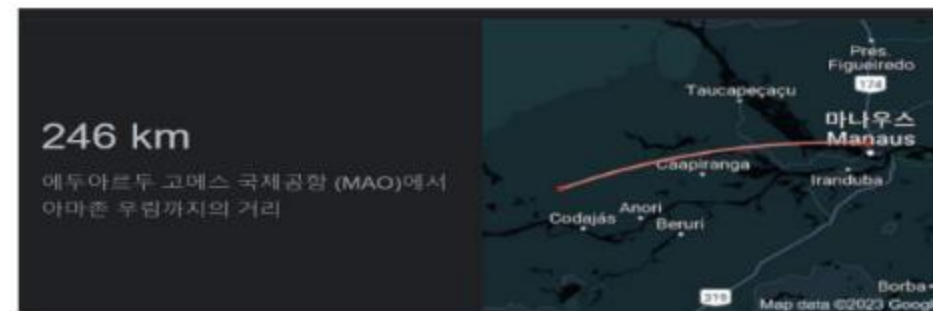 246 km
에두아르두 고메스 국제공항 (MAO)에서
아마존 우림까지의 거리
Pres.
Figueiredo
174
Taucapeçaçu
마나우스
Manaus
Caapiranga
Iranduba
Anori
Codajás
Beruri
Borba
319
Map data ©2023 Googl